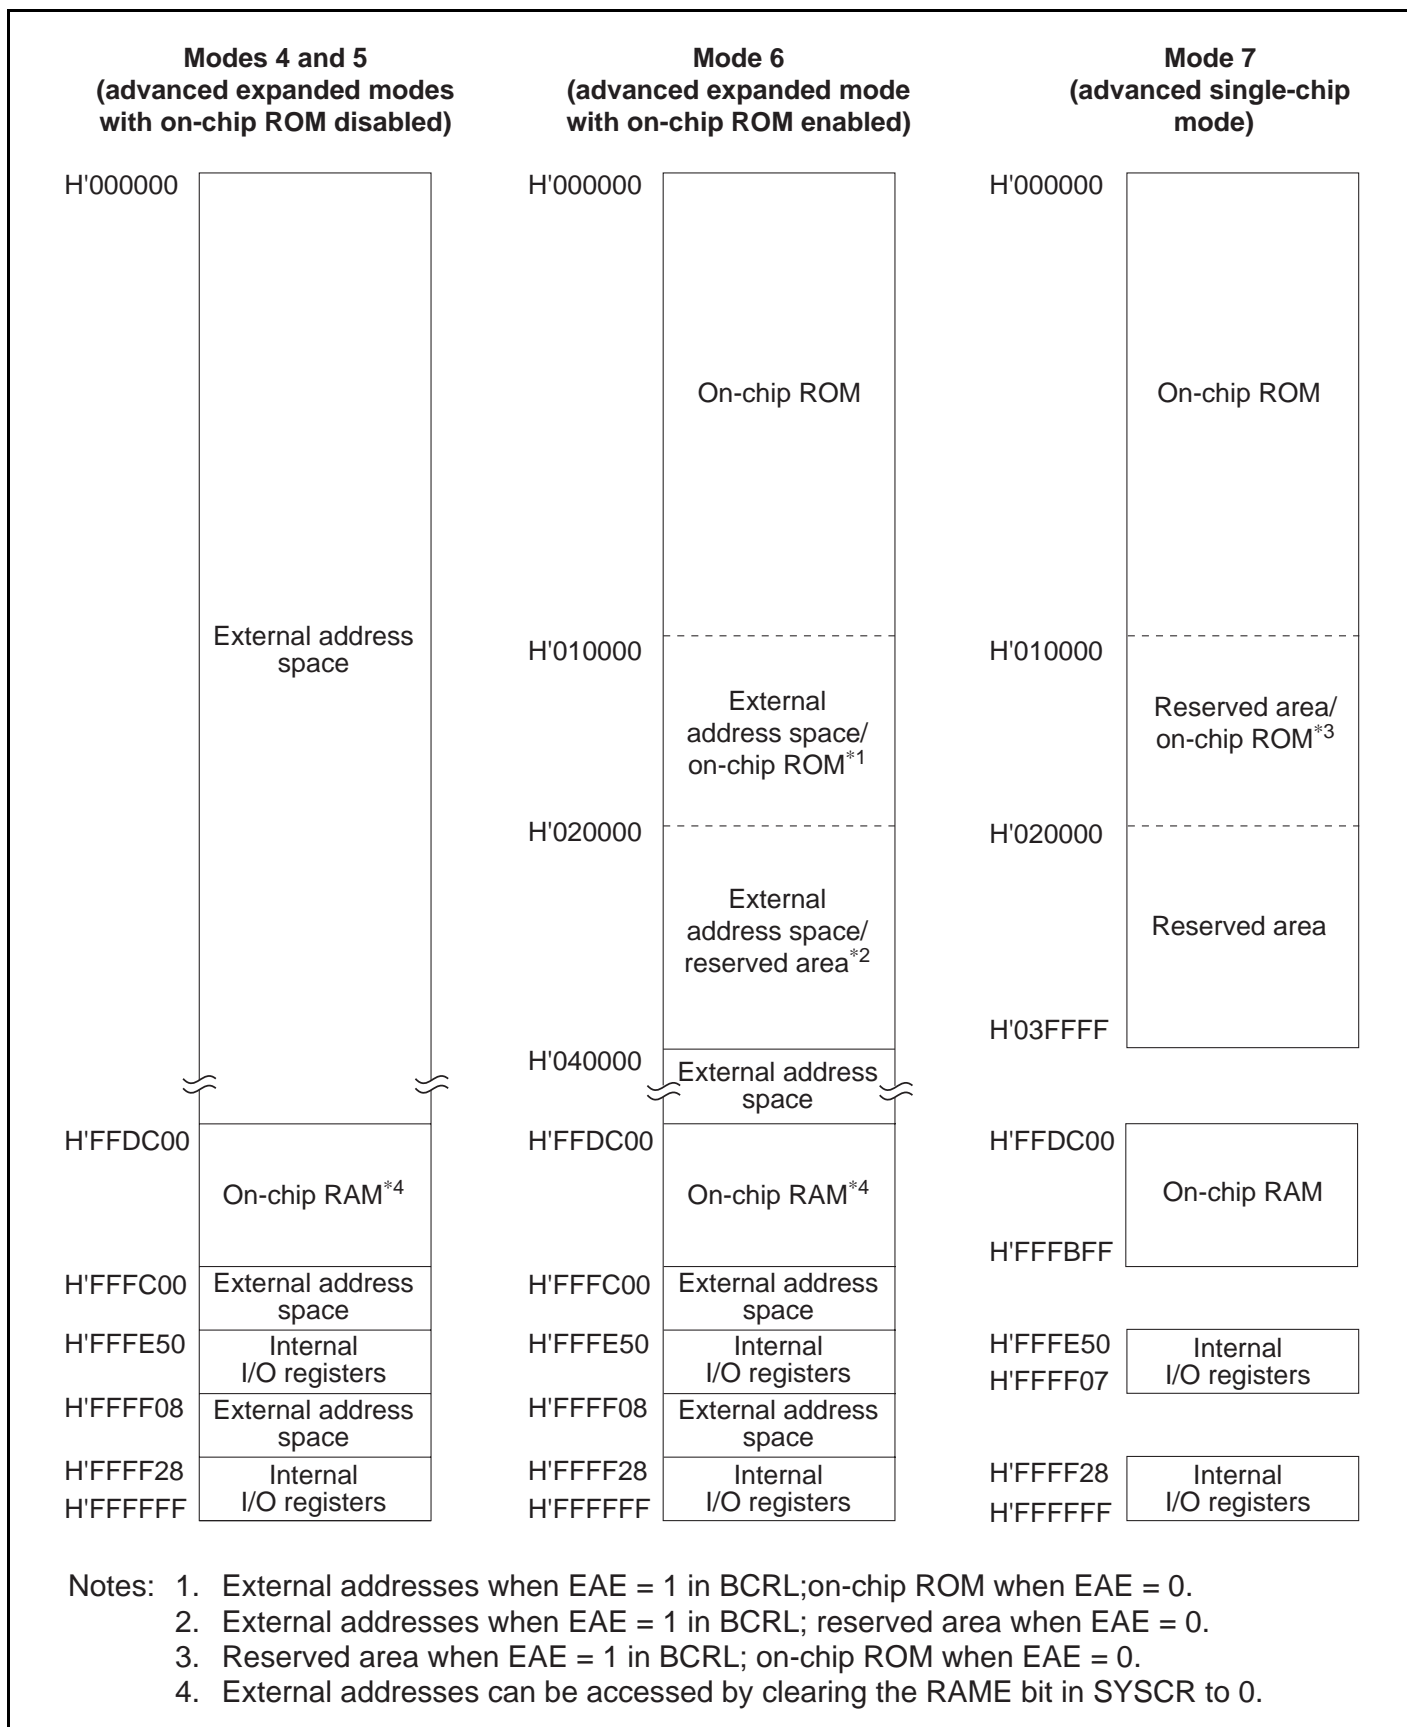 Modes 4 and 5
(advanced expanded modes
with on-chip ROM disabled)
H'000000
External address
space
H'FFDC00
On-chip RAM*4
H'FFFC00
External address
space
H'FFFE50
Internal
I/O registers
H'FFFF08
External address
space
H'FFFF28
Internal
I/O registers
H'FFFFFF
Mode 6
(advanced expanded mode
with on-chip ROM enabled)
H'000000
On-chip ROM
H'010000
External
address space/
on-chip ROM*1
H'020000
External
address space/
reserved area*2
H'040000
External address
space
H'FFDC00
On-chip RAM*4
H'FFFC00
External address
space
H'FFFE50
Internal
I/O registers
H'FFFF08
External address
space
H'FFFF28
Internal
I/O registers
H'FFFFFF
Mode 7
(advanced single-chip
mode)
H'000000
On-chip ROM
H'010000
Reserved area/
on-chip ROM*3
H'020000
Reserved area
H'03FFFF
H'FFDC00
On-chip RAM
H'FFFBFF
H'FFFE50
Internal
I/O registers
H'FFFF07
H'FFFF28
Internal
I/O registers
H'FFFFFF
Notes: 1. External addresses when EAE = 1 in BCRL;on-chip ROM when EAE = 0.
2. External addresses when EAE = 1 in BCRL; reserved area when EAE = 0.
3. Reserved area when EAE = 1 in BCRL; on-chip ROM when EAE = 0.
4. External addresses can be accessed by clearing the RAME bit in SYSCR to 0.